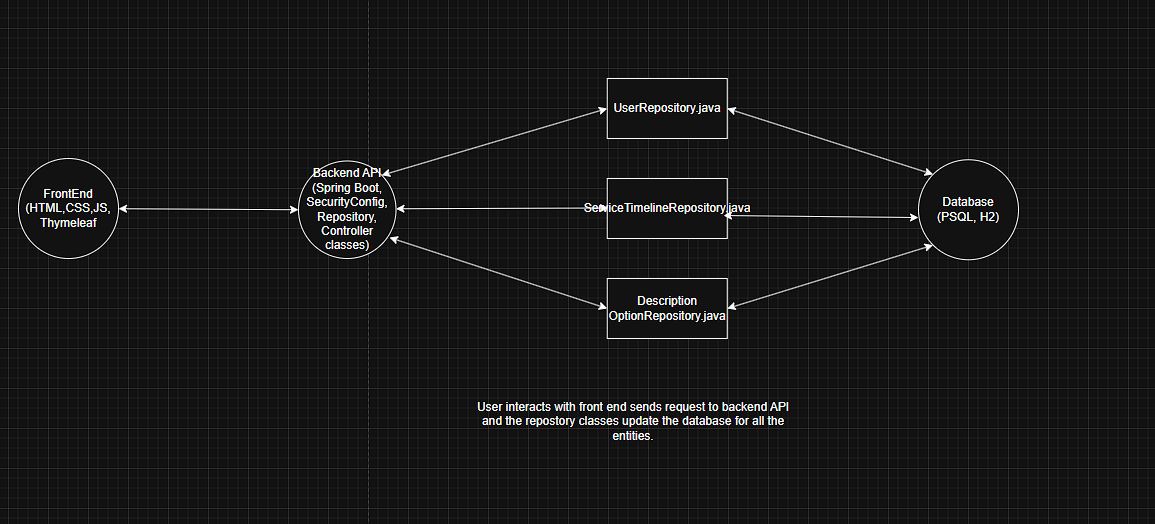 FrontEnd
(HTML,CSS,JS,
Thymeleaf
Backend API
(Spring Boot,
SecurityConfig,
Repository,
Controller
classes)
UserRepository.java
ServiceTimelineRepository.java
Description
OptionRepository.java
Database
(PSQL, H2)
User interacts with front end sends request to backend API
and the repostory classes update the database for all the
entities.